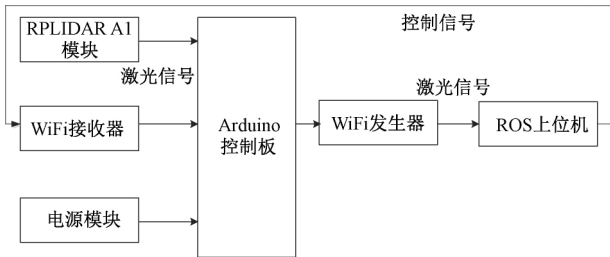 RPLIDAR A1
模块
控制信号
激光信号
激光信号
WiFi接收器
Arduino
控制板
WiFi发生器
ROS上位机
电源模块